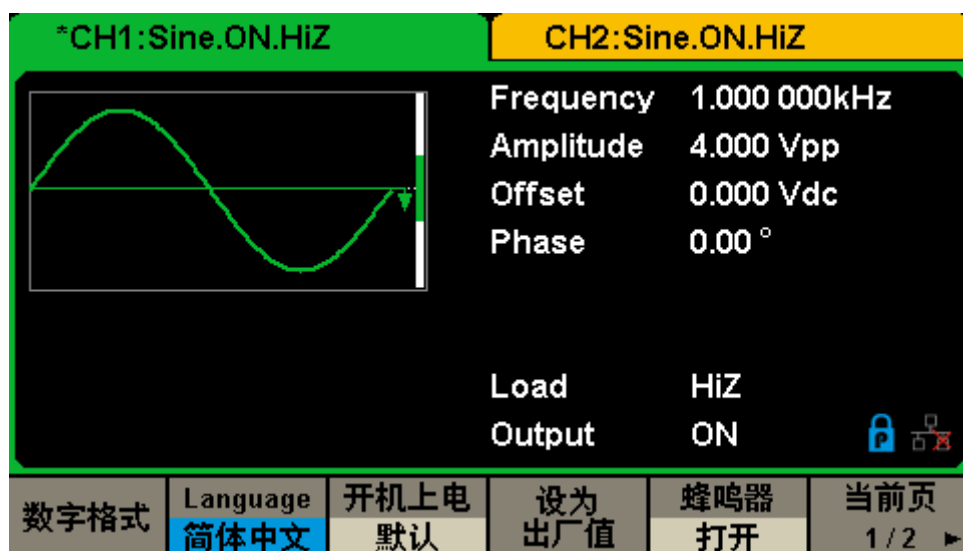 *CH1:Sine.ON.HiZ
CH2:Sine.ON.HiZ
Frequency 1.000 000kHz
Amplitude 4.000 Vpp
Offset 0.000 Vdc
Phase 0.00 °
Load HiZ
Output ON
P
数字格式
Language
简体中文
开机上电
默认
设为
出厂值
蜂鸣器
打开
当前页
1/2 ►